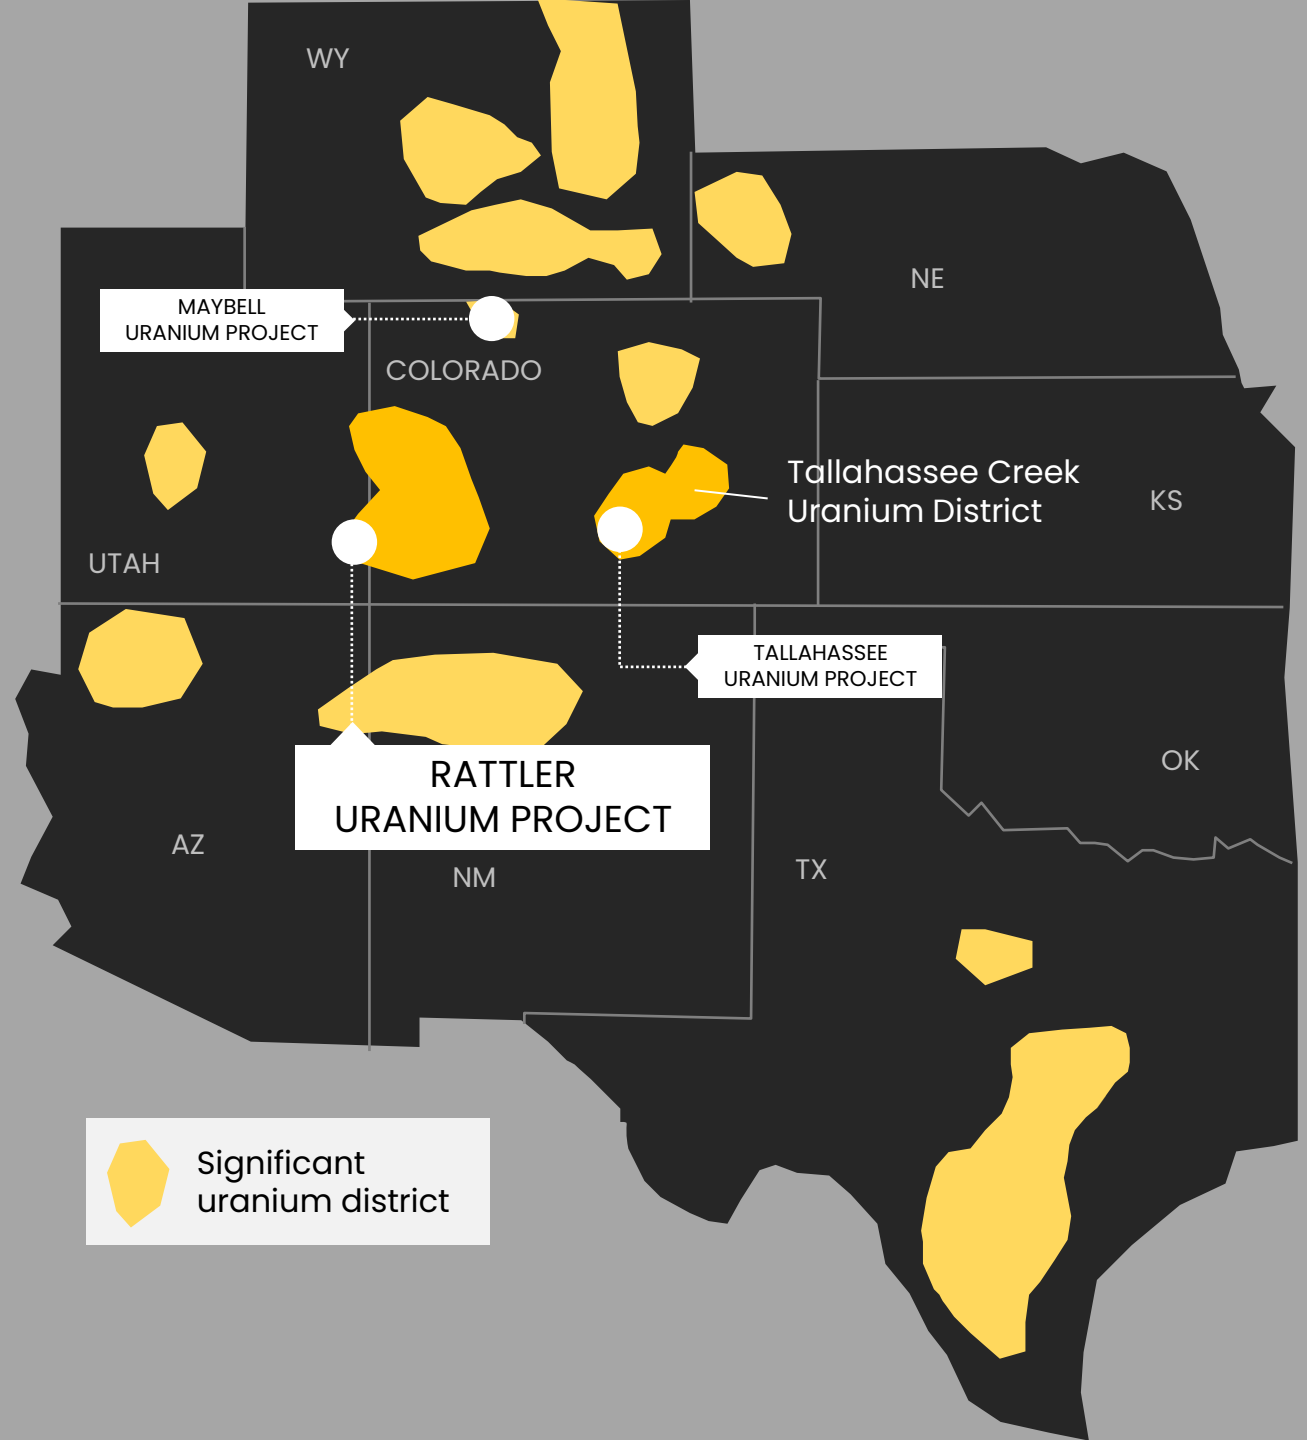 WY
NE
MAYBELL
URANIUM PROJECT
COLORADO
Tallahassee Creek
Uranium District
KS
UTAH
TALLAHASSEE
URANIUM PROJECT
RATTLER
URANIUM PROJECT
OK
AZ
NM
TX
Significant
uranium district